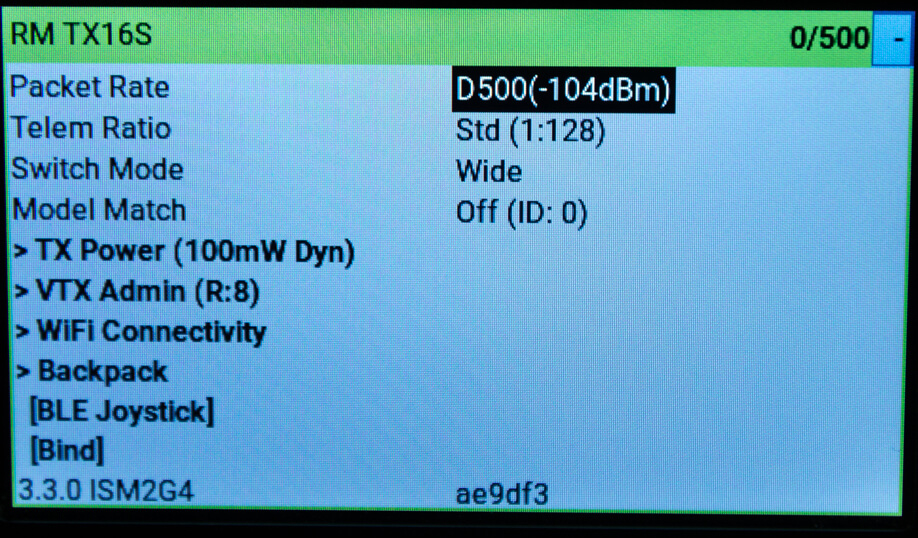 RM TX16S 0/500 -
Packet Rate D500(-104dBm)
Telem Ratio Std (1:128)
Switch Mode Wide
Model Match Off (ID: 0)
> TX Power (100mW Dyn)
> VTX Admin (R:8)
> WiFi Connectivity
> Backpack
[BLE Joystick]
[Bind]
3.3.0 ISM2G4 ae9df3